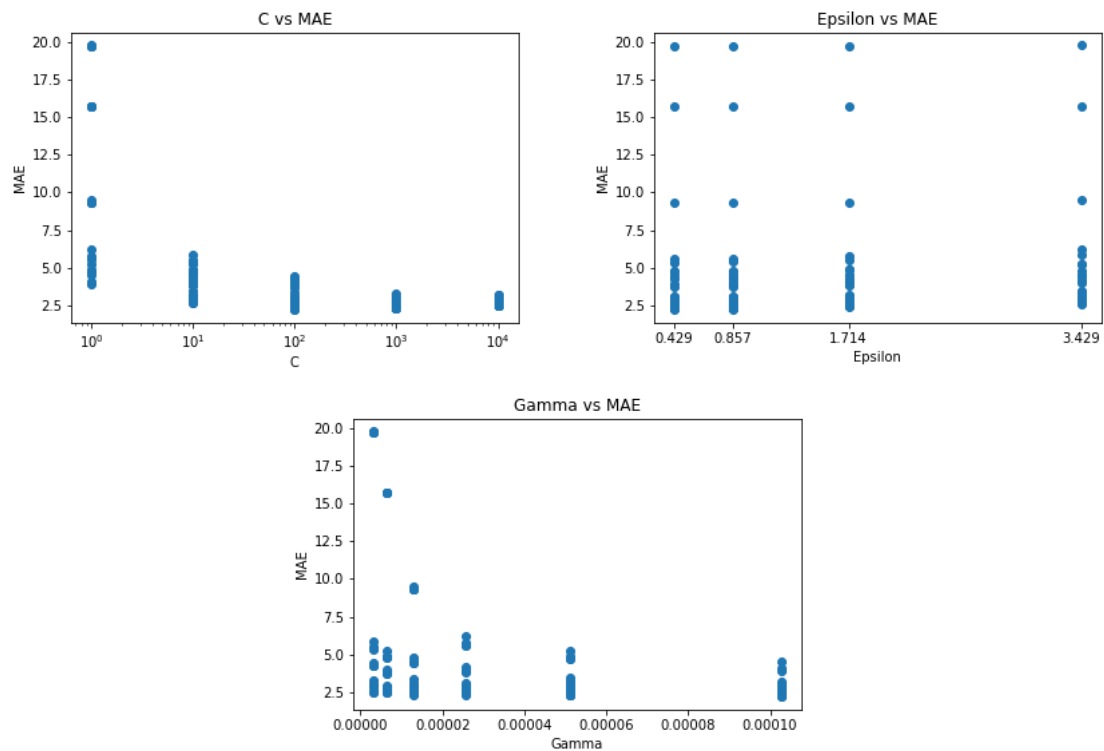 C vs MAE
20.0
17.5
15.0
12.5
10.0
7.5
5.0
2.5
MAE
10⁰ 10¹ 10² 10³ 10⁴
C
Epsilon vs MAE
20.0
17.5
15.0
12.5
10.0
7.5
5.0
2.5
MAE
0.429 0.857 1.714 3.429
Epsilon
Gamma vs MAE
20.0
17.5
15.0
12.5
10.0
7.5
5.0
2.5
MAE
0.00000 0.00002 0.00004 0.00006 0.00008 0.00010
Gamma